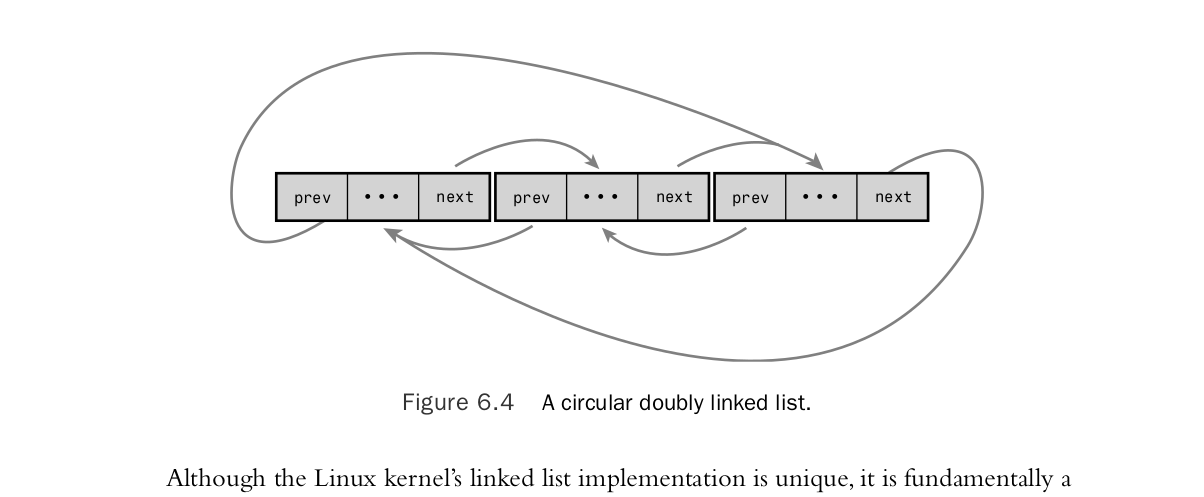 prev ••• next prev ••• next prev ••• next
Figure 6.4 A circular doubly linked list.
Although the Linux kernel’s linked list implementation is unique, it is fundamentally a